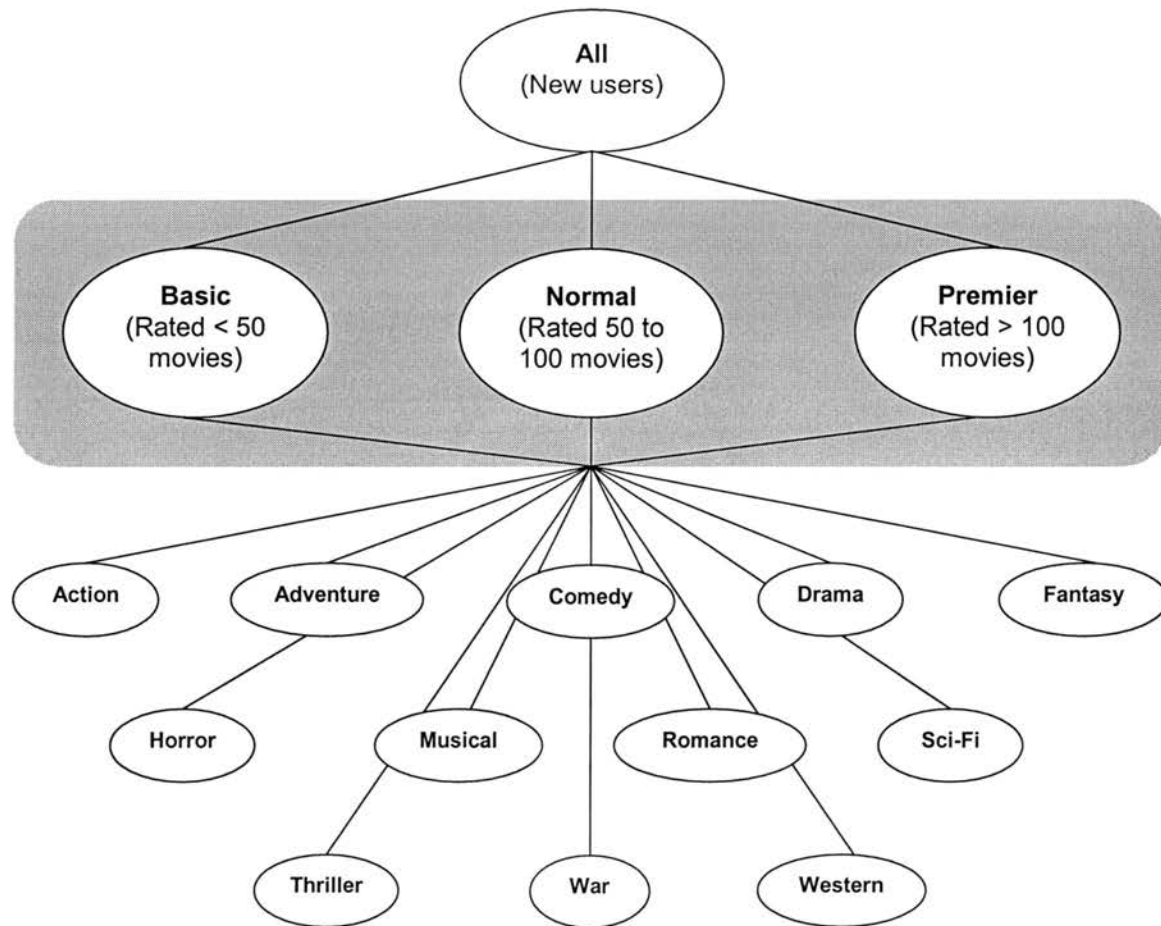 All
(New users)
Basic
(Rated < 50
movies)
Normal
(Rated 50 to
100 movies)
Premier
(Rated > 100
movies)
Action
Adventure
Comedy
Drama
Fantasy
Horror
Musical
Romance
Sci-Fi
Thriller
War
Western